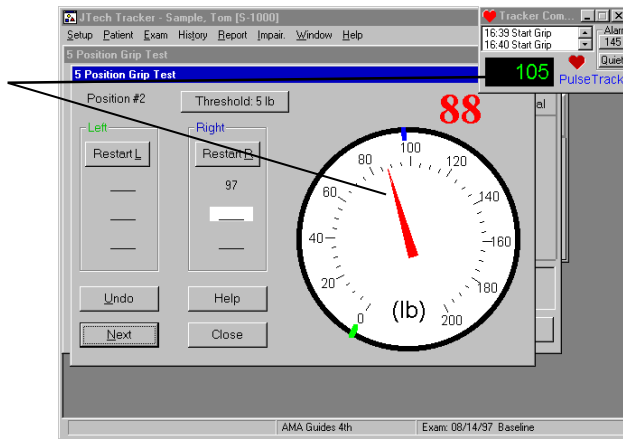 JTech Tracker - Sample, Tom [S-1000]
Setup Patient Exam History Report Impair. Window Help
Tracker Com...
16:39 Start Grip
16:40 Start Grip
Alarm
145
Quiet
105
PulseTrack
5 Position Grip Test
5 Position Grip Test
Position #2
Threshold: 5 lb
88
Left
Restart L
Right
Restart R
97
0
20
40
60
80
100
120
140
160
180
200
(lb)
Undo
Help
Next
Close
al
AMA Guides 4th
Exam: 08/14/97 Baseline